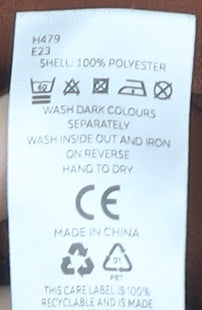 H479
E23
SHELL: 100% POLYESTER
40
WASH DARK COLOURS
SEPARATELY
WASH INSIDE OUT AND IRON
ON REVERSE
HANG TO DRY
CE
MADE IN CHINA
01
PET
THIS CARE LABEL IS 100%
RECYCLABLE AND IS MADE